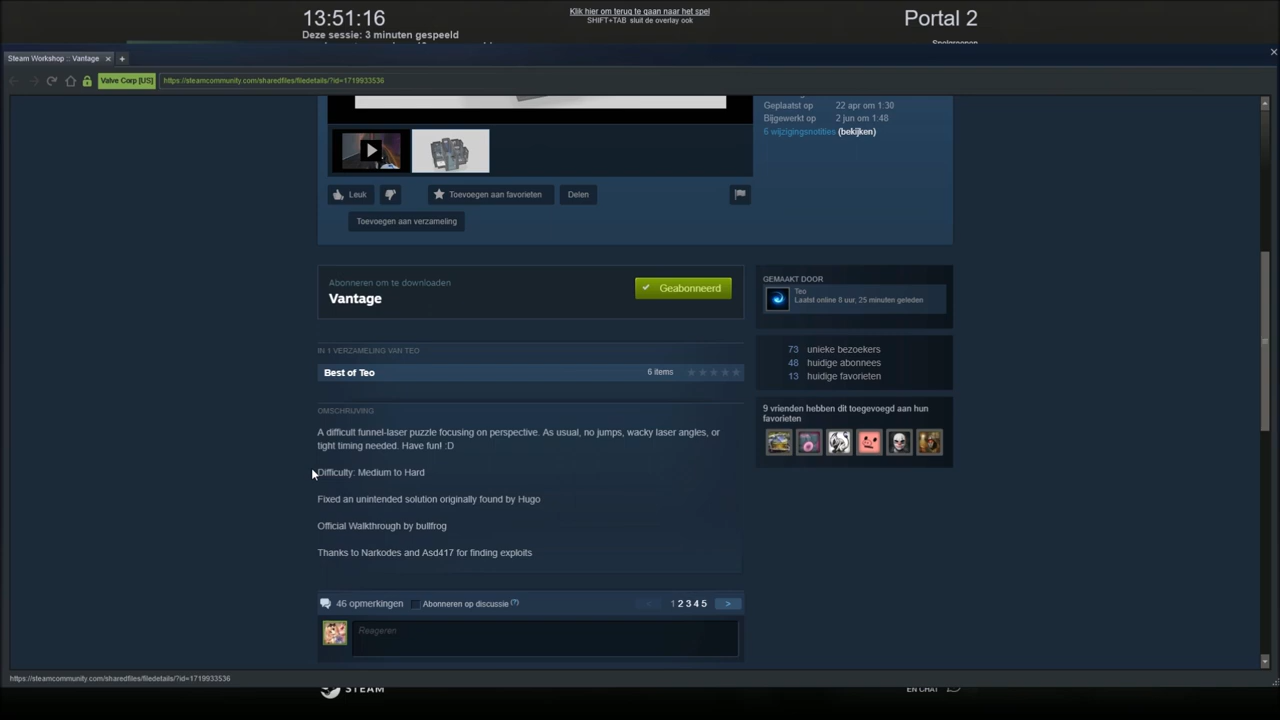 13:51:16
Deze sessie: 3 minuten gespeeld
Klik hier om terug te gaan naar het spel
SHIFT+TAB sluit de overlay ook
Portal 2
Spelgroepen
Steam Workshop :: Vantage × +
Valve Corp [US] https://steamcommunity.com/sharedfiles/filedetails/?id=1719933536
Geplaatst op 22 apr om 1:30
Bijgewerkt op 2 jun om 1:48
6 wijzigingsnotities (bekijken)
Leuk
Toevoegen aan favorieten
Delen
Toevoegen aan verzameling
Abonneren om te downloaden
Vantage
Geabonneerd
GEMAAKT DOOR
Teo
Laatst online 8 uur, 25 minuten geleden
IN 1 VERZAMELING VAN TEO
Best of Teo 6 items
73 unieke bezoekers
48 huidige abonnees
13 huidige favorieten
9 vrienden hebben dit toegevoegd aan hun
favorieten
OMSCHRIJVING
A difficult funnel-laser puzzle focusing on perspective. As usual, no jumps, wacky laser angles, or
tight timing needed. Have fun! :D
Difficulty: Medium to Hard
Fixed an unintended solution originally found by Hugo
Official Walkthrough by bullfrog
Thanks to Narkodes and Asd417 for finding exploits
46 opmerkingen Abonneren op discussie (?) < 1 2 3 4 5 >
Reageren
https://steamcommunity.com/sharedfiles/filedetails/?id=1719933536
STEAM
EN CHAT